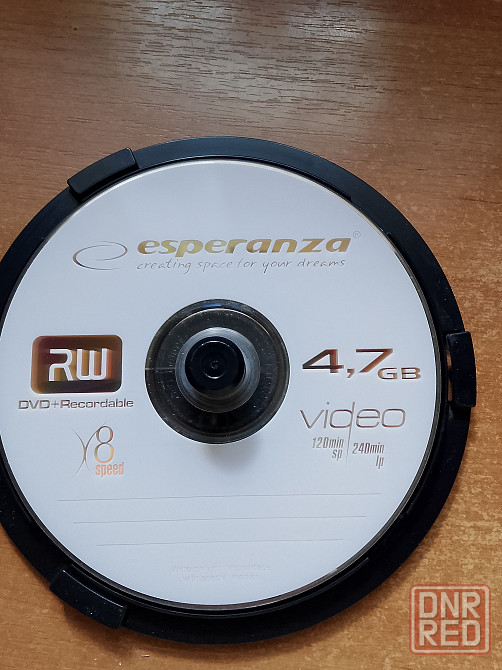 esperanza®
creating space for your dreams
RW
4,7GB
DVD+Recordable
video
120min sp | 240min lp
X8 speed
DNR
RED